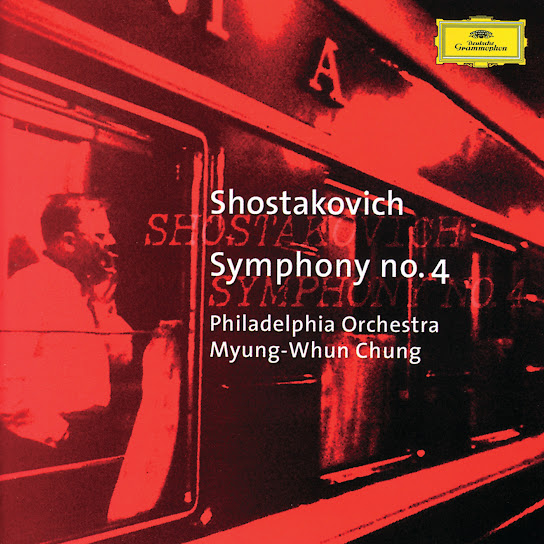 Deutsche
Grammophon
A
Shostakovich
SHOSTAKOVICH
Symphony no. 4
SYMPHONY NO. 4
Philadelphia Orchestra
Myung-Whun Chung